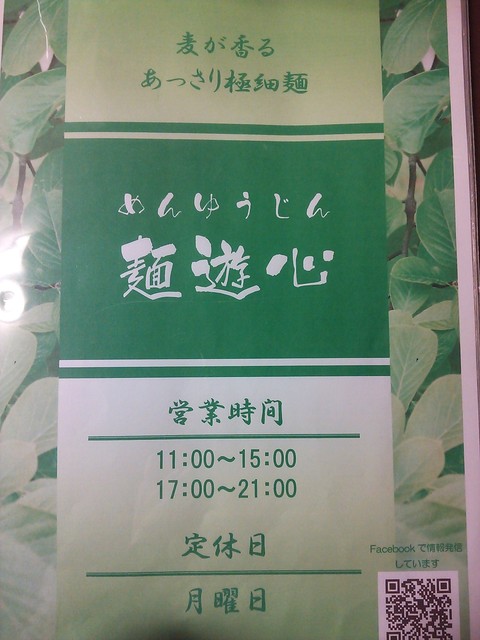 麦が香る
あっさり極細麺
めんゆうじん
麺遊心
営業時間
11:00〜15:00
17:00〜21:00
定休日
月曜日
Facebookで情報発信
しています